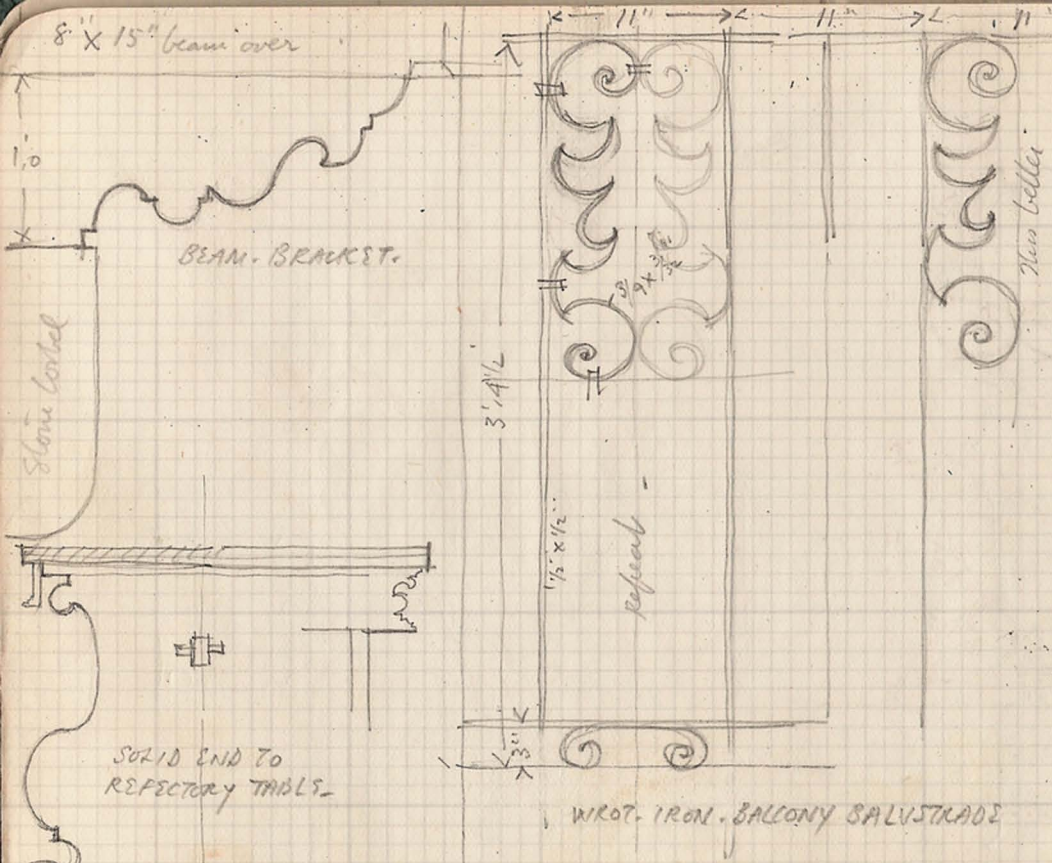 8" X 15" beam over
11"
11"
11"
1'-0"
BEAM. BRACKET.
Stone Corbel
3'4½"
This better
½" x ½"
Repeat -
3"
SOLID END TO
REFECTORY TABLE-
WROT. IRON. BALCONY BALUSTRADE